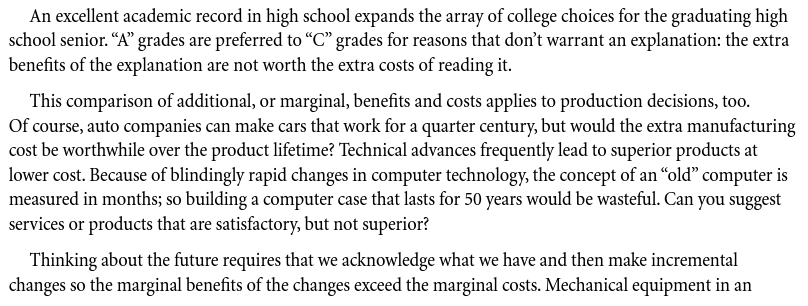 An excellent academic record in high school expands the array of college choices for the graduating high
school senior. “A” grades are preferred to “C” grades for reasons that don’t warrant an explanation: the extra
benefits of the explanation are not worth the extra costs of reading it.
This comparison of additional, or marginal, benefits and costs applies to production decisions, too.
Of course, auto companies can make cars that work for a quarter century, but would the extra manufacturing
cost be worthwhile over the product lifetime? Technical advances frequently lead to superior products at
lower cost. Because of blindingly rapid changes in computer technology, the concept of an “old” computer is
measured in months; so building a computer case that lasts for 50 years would be wasteful. Can you suggest
services or products that are satisfactory, but not superior?
Thinking about the future requires that we acknowledge what we have and then make incremental
changes so the marginal benefits of the changes exceed the marginal costs. Mechanical equipment in an